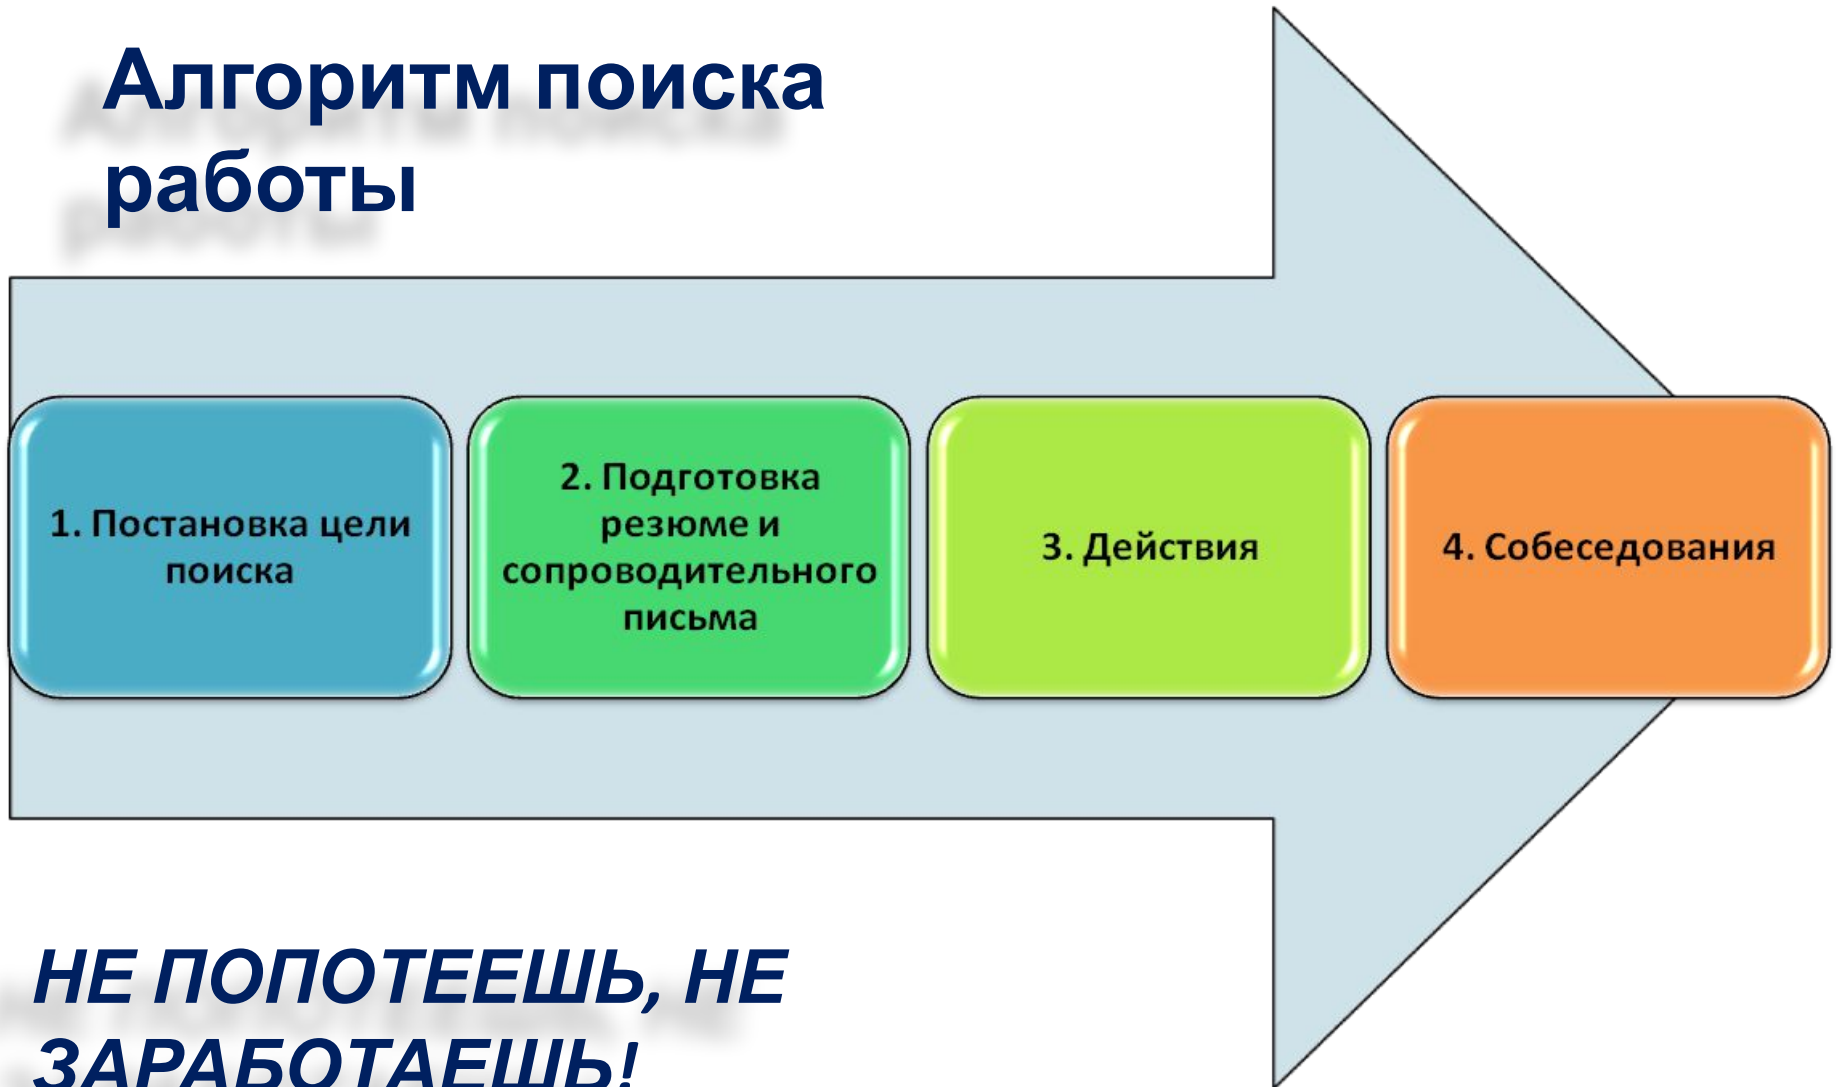 Алгоритм поиска
работы
1. Постановка цели
поиска
2. Подготовка
резюме и
сопроводительного
письма
3. Действия
4. Собеседования
НЕ ПОПОТЕЕШЬ, НЕ
ЗАРАБОТАЕШЬ!